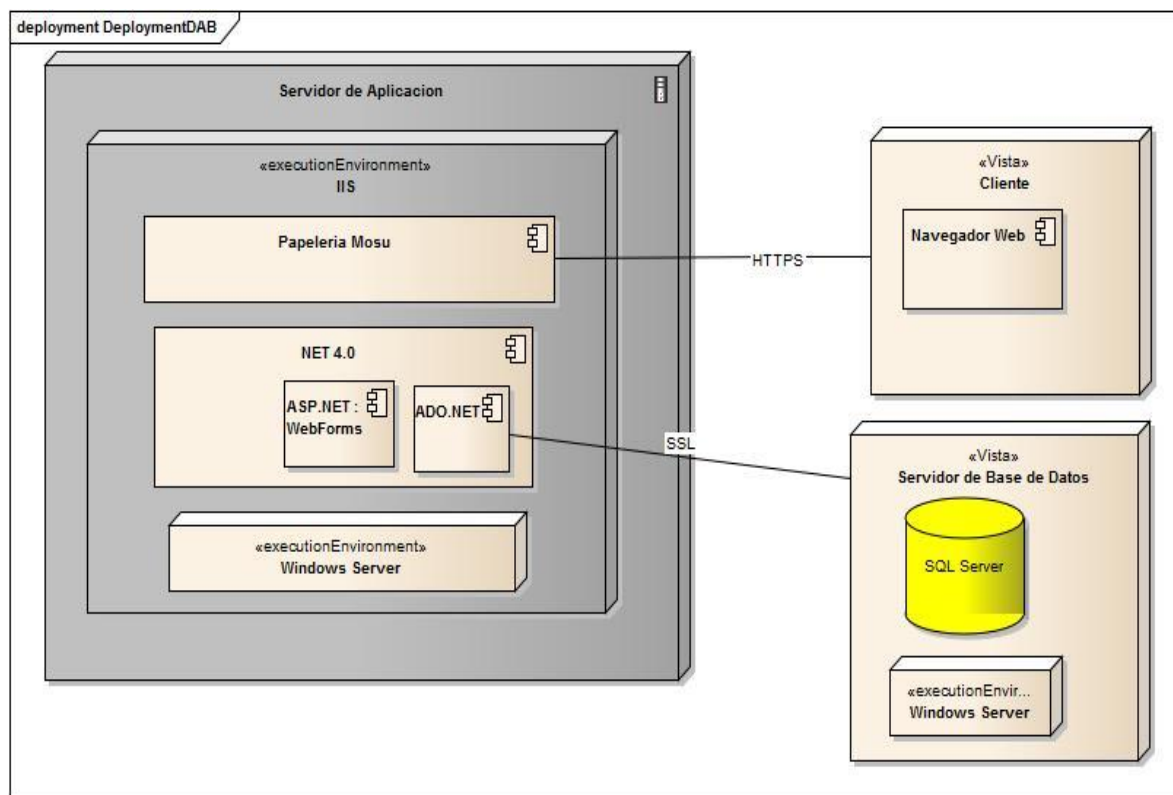 deployment DeploymentDAB
Servidor de Aplicacion
«executionEnvironment»
IIS
Papeleria Mosu
NET 4.0
ASP.NET :
WebForms
ADO.NET
«executionEnvironment»
Windows Server
HTTPS
SSL
«Vista»
Cliente
Navegador Web
«Vista»
Servidor de Base de Datos
SQL Server
«executionEnvir...
Windows Server